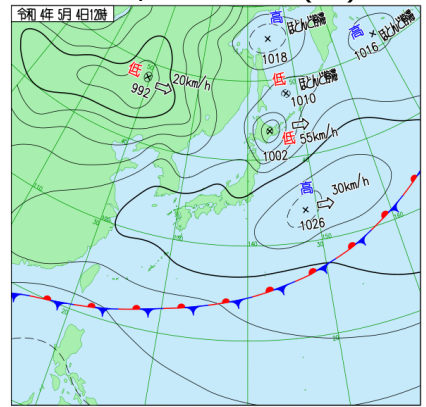 令和 4年 5月 4日12時
高
ほとんど停滞
1018
高
ほとんど停滞
1016
低
992
20km/h
低
ほとんど停滞
1010
低
55km/h
1002
高
30km/h
1026
140